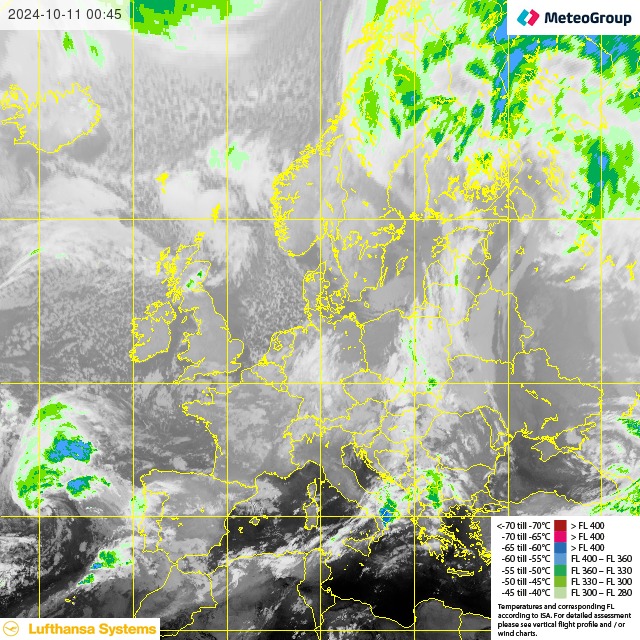 2024-10-11 00:45
MeteoGroup
<-70 till -70°C > FL 400
-70 till -65°C > FL 400
-65 till -60°C > FL 400
-60 till -55°C FL 400 – FL 360
-55 till -50°C FL 360 – FL 330
-50 till -45°C FL 330 – FL 300
-45 till -40°C FL 300 – FL 280
Temperatures and corresponding FL
according to ISA. For detailed assessment
please see vertical flight profile and / or
wind charts.
Lufthansa Systems